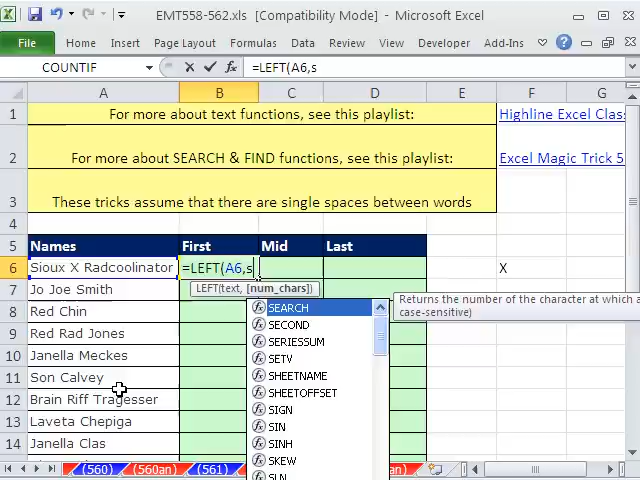 EMT558-562.xls [Compatibility Mode] - Microsoft Excel
File Home Insert Page Layout Formulas Data Review View Developer Add-Ins
COUNTIF =LEFT(A6,s
A B C D E F G
1 For more about text functions, see this playlist: Highline Excel Clas
2 For more about SEARCH & FIND functions, see this playlist: Excel Magic Trick 5
3 These tricks assume that there are single spaces between words
4
5 Names First Mid Last
6 Sioux X Radcoolinator =LEFT(A6,s X
7 Jo Joe Smith LEFT(text, [num_chars])
8 Red Chin SEARCH Returns the number of the character at which a
case-sensitive)
9 Red Rad Jones SECOND
SERIESSUM
10 Janella Meckes SETV
11 Son Calvey SHEETNAME
12 Brain Riff Tragesser SHEETOFFSET
SIGN
13 Laveta Chepiga SIN
14 Janella Clas SINH
SKEW
SLN
(560) (560an) (561) an)